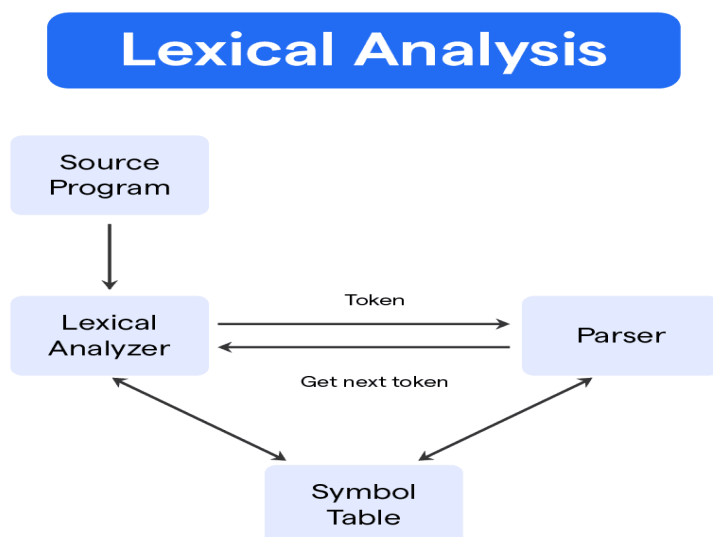 Lexical Analysis
Source
Program
Token
Lexical
Analyzer
Parser
Get next token
Symbol
Table